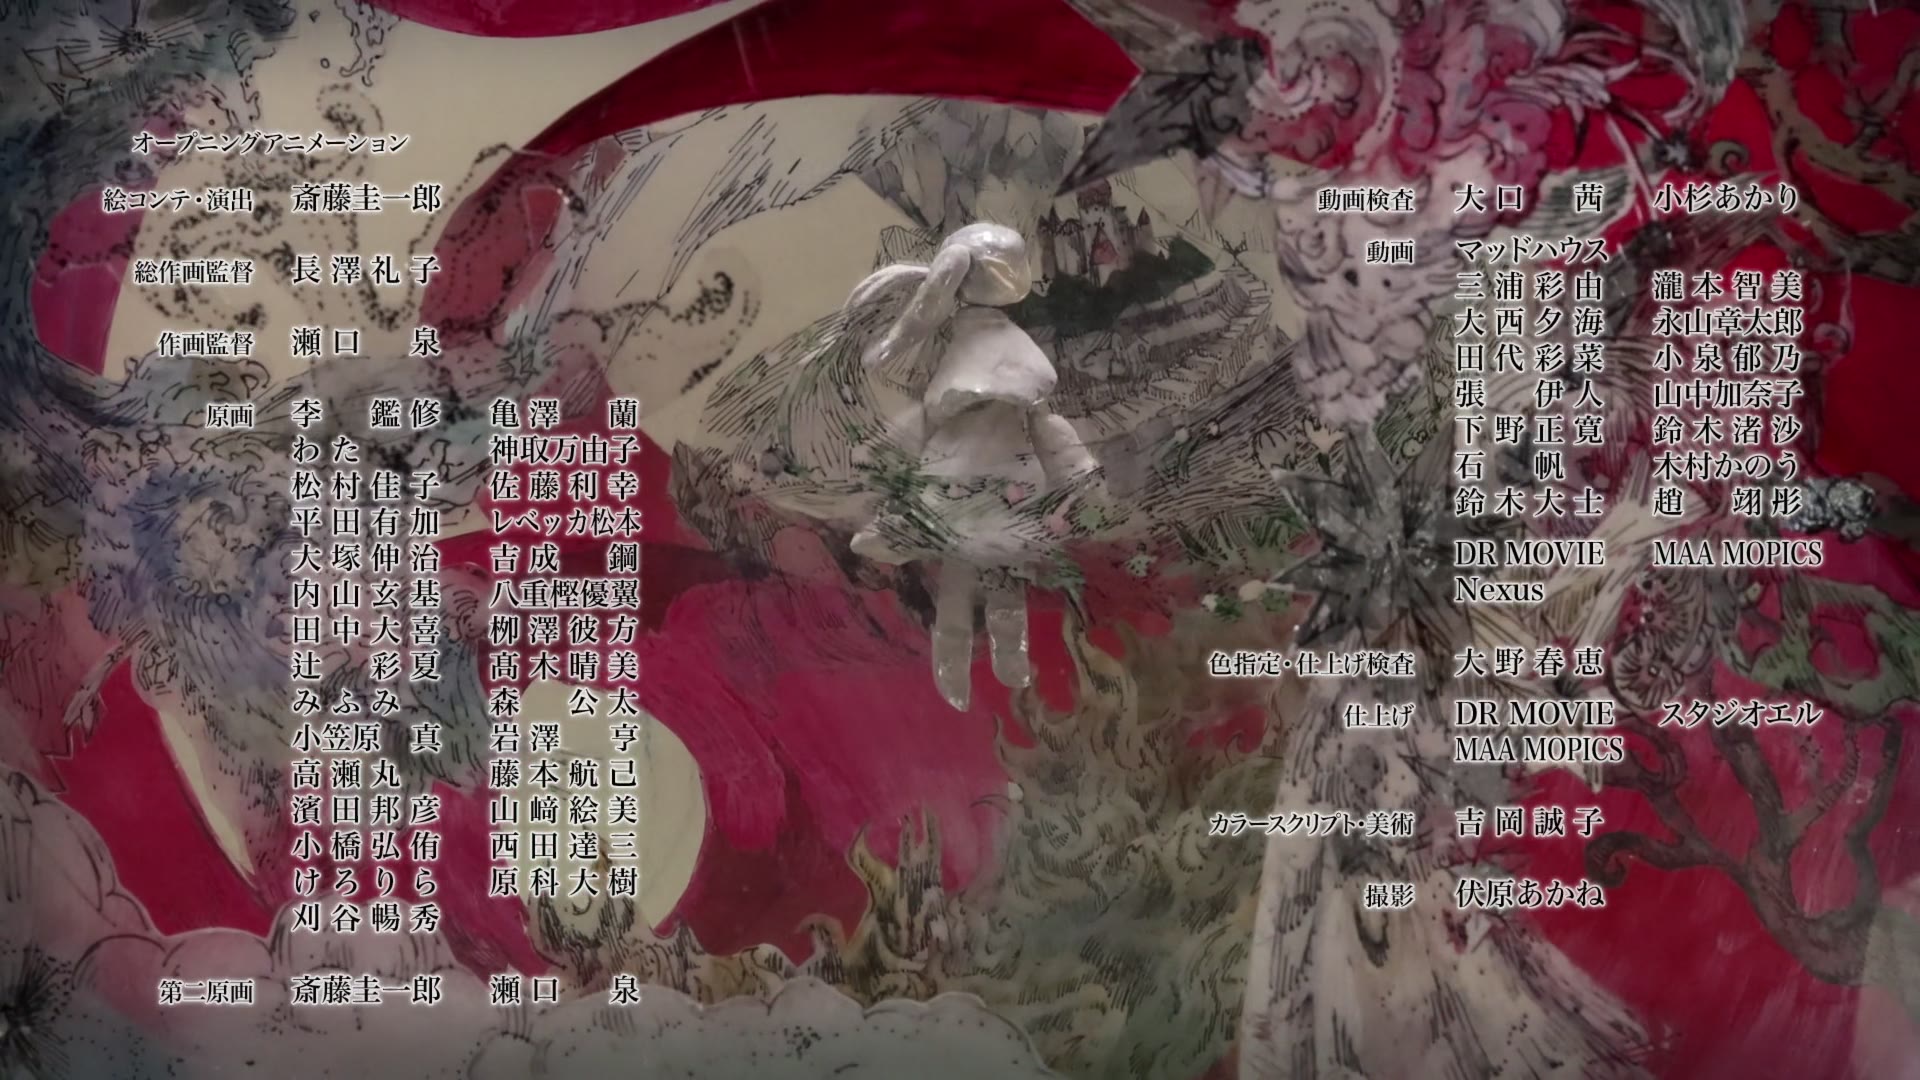 オープニングアニメーション
絵コンテ・演出 斎藤圭一郎
総作画監督 長澤礼子
作画監督 瀬口 泉
原画 李 鑑修 亀澤 蘭
わた 神取万由子
松村佳子 佐藤利幸
平田有加 レベッカ松本
大塚伸治 吉成 鋼
内山玄基 八重樫優翼
田中大喜 栁澤彼方
辻 彩夏 髙木晴美
みふみ 森 公太
小笠原 真 岩澤 亨
高瀬丸 藤本航己
濱田邦彦 山﨑絵美
小橋弘侑 西田達三
けろりら 原科大樹
刈谷暢秀
第二原画 斎藤圭一郎 瀬口 泉
動画検査 大口 茜 小杉あかり
動画 マッドハウス
三浦彩由 瀧本智美
大西夕海 永山章太郎
田代彩菜 小泉郁乃
張 伊人 山中加奈子
下野正寛 鈴木渚沙
石 帆 木村かのう
鈴木大士 趙 翊彤
DR MOVIE MAA MOPICS
Nexus
色指定・仕上げ検査 大野春恵
仕上げ DR MOVIE スタジオエル
MAA MOPICS
カラースクリプト・美術 吉岡誠子
撮影 伏原あかね